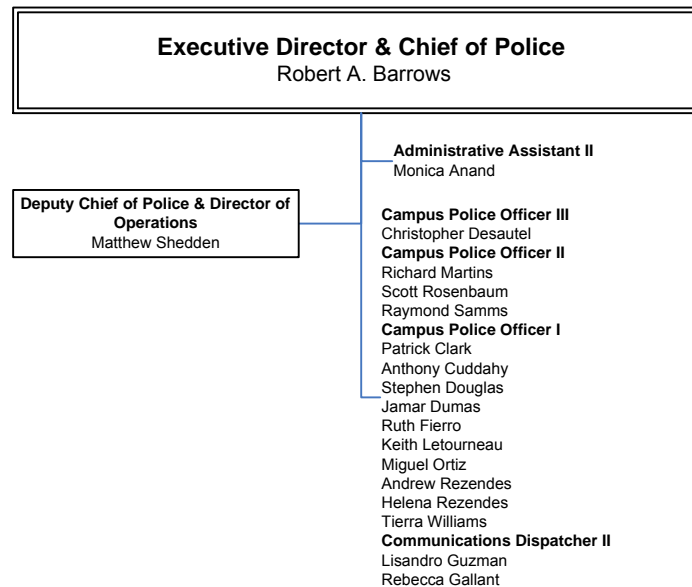 Executive Director & Chief of Police
Robert A. Barrows
Administrative Assistant II
Monica Anand
Deputy Chief of Police & Director of
Operations
Matthew Shedden
Campus Police Officer III
Christopher Desautel
Campus Police Officer II
Richard Martins
Scott Rosenbaum
Raymond Samms
Campus Police Officer I
Patrick Clark
Anthony Cuddahy
Stephen Douglas
Jamar Dumas
Ruth Fierro
Keith Letourneau
Miguel Ortiz
Andrew Rezendes
Helena Rezendes
Tierra Williams
Communications Dispatcher II
Lisandro Guzman
Rebecca Gallant